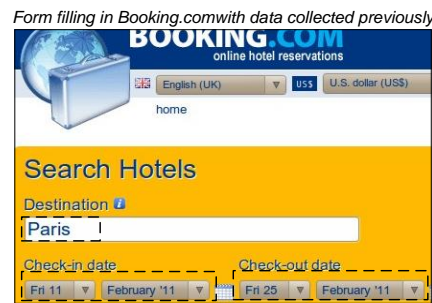 Form filling in Booking.comwith data collected previously
BOOKING.COM
online hotel reservations
English (UK) US$ U.S. dollar (US$)
home
Search Hotels
Destination i
Paris
Check-in date Check-out date
Fri 11 February '11 Fri 25 February '11